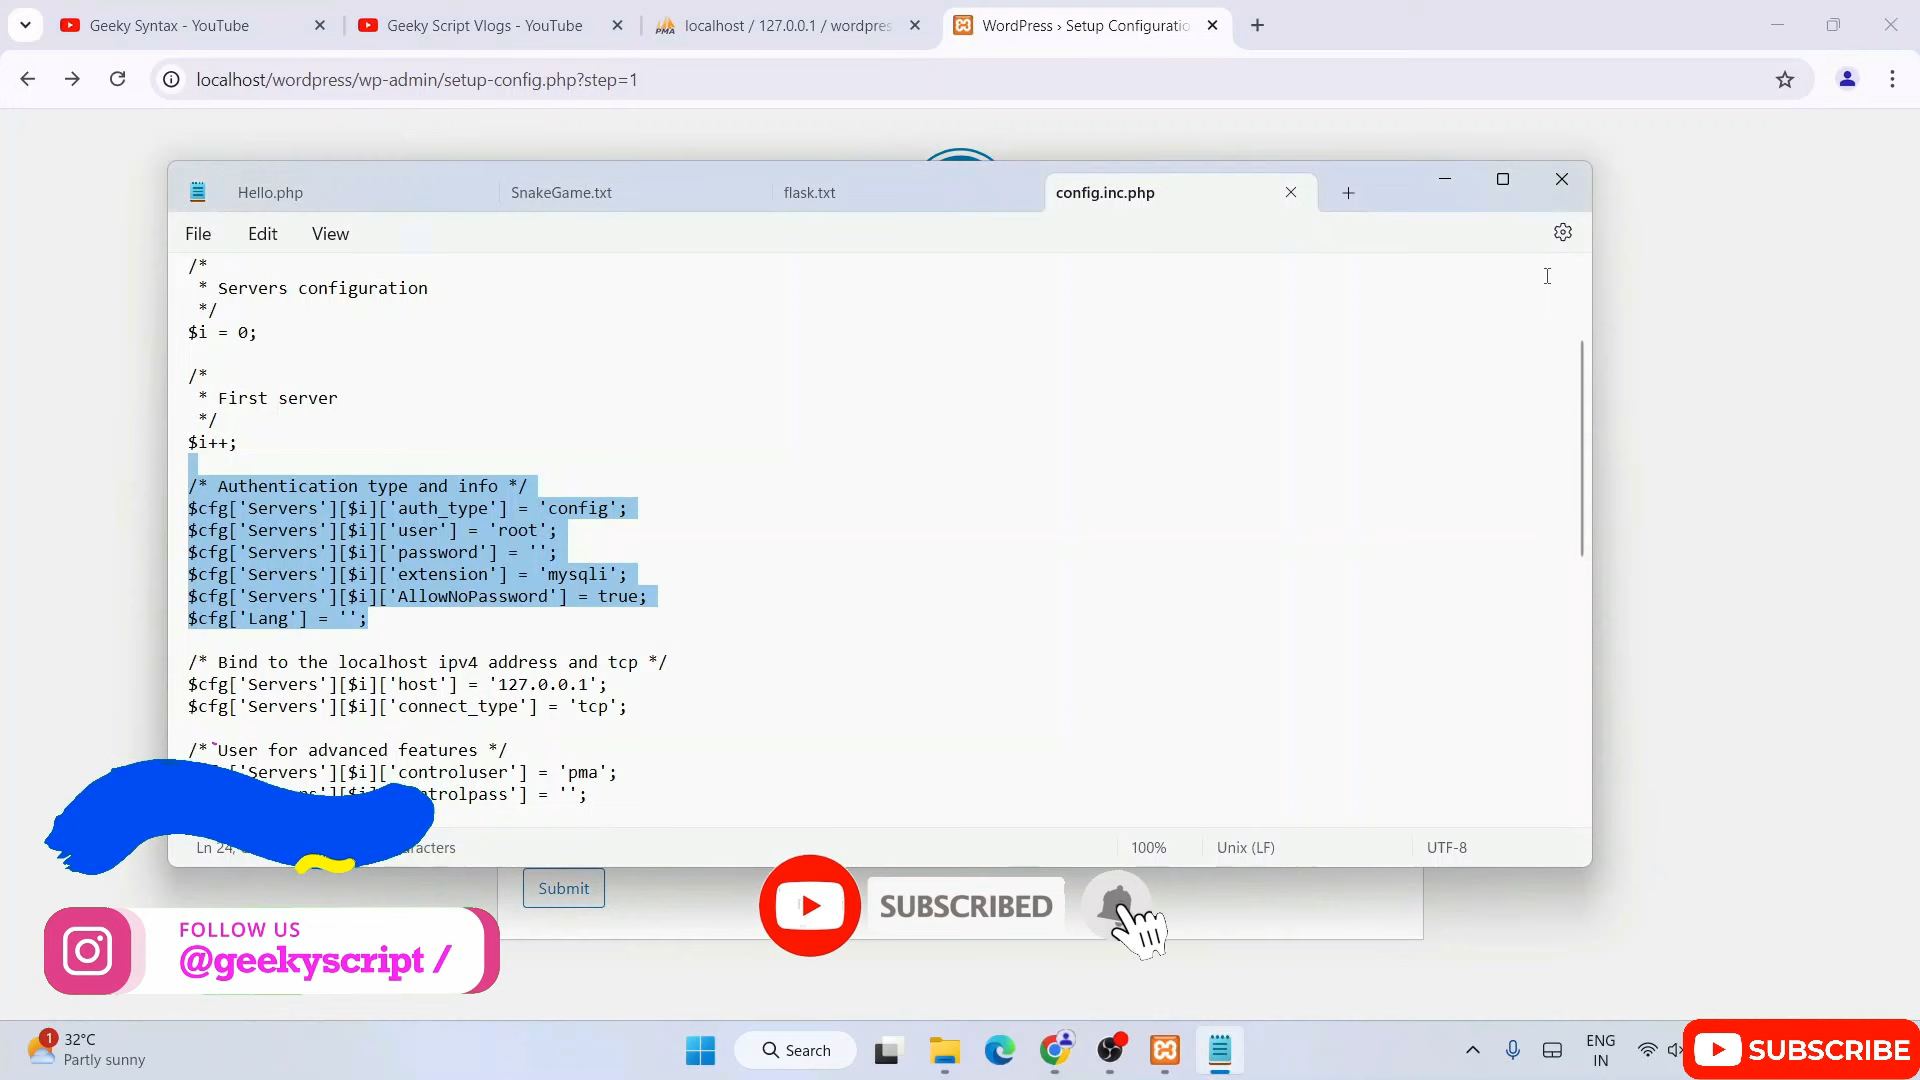 Geeky Syntax - YouTube
Geeky Script Vlogs - YouTube
localhost / 127.0.0.1 / wordpres
WordPress › Setup Configuratio
localhost/wordpress/wp-admin/setup-config.php?step=1
Hello.php
SnakeGame.txt
flask.txt
config.inc.php
File
Edit
View
/*
* Servers configuration
*/
$i = 0;
/*
* First server
*/
$i++;
/* Authentication type and info */
$cfg['Servers'][$i]['auth_type'] = 'config';
$cfg['Servers'][$i]['user'] = 'root';
$cfg['Servers'][$i]['password'] = '';
$cfg['Servers'][$i]['extension'] = 'mysqli';
$cfg['Servers'][$i]['AllowNoPassword'] = true;
$cfg['Lang'] = '';
/* Bind to the localhost ipv4 address and tcp */
$cfg['Servers'][$i]['host'] = '127.0.0.1';
$cfg['Servers'][$i]['connect_type'] = 'tcp';
/* User for advanced features */
'Servers'][$i]['controluser'] = 'pma';
trolpass'] = '';
Ln 24,
100%
Unix (LF)
UTF-8
Submit
SUBSCRIBED
FOLLOW US
@geekyscript /
1
32°C
Partly sunny
Search
ENG
IN
SUBSCRIBE